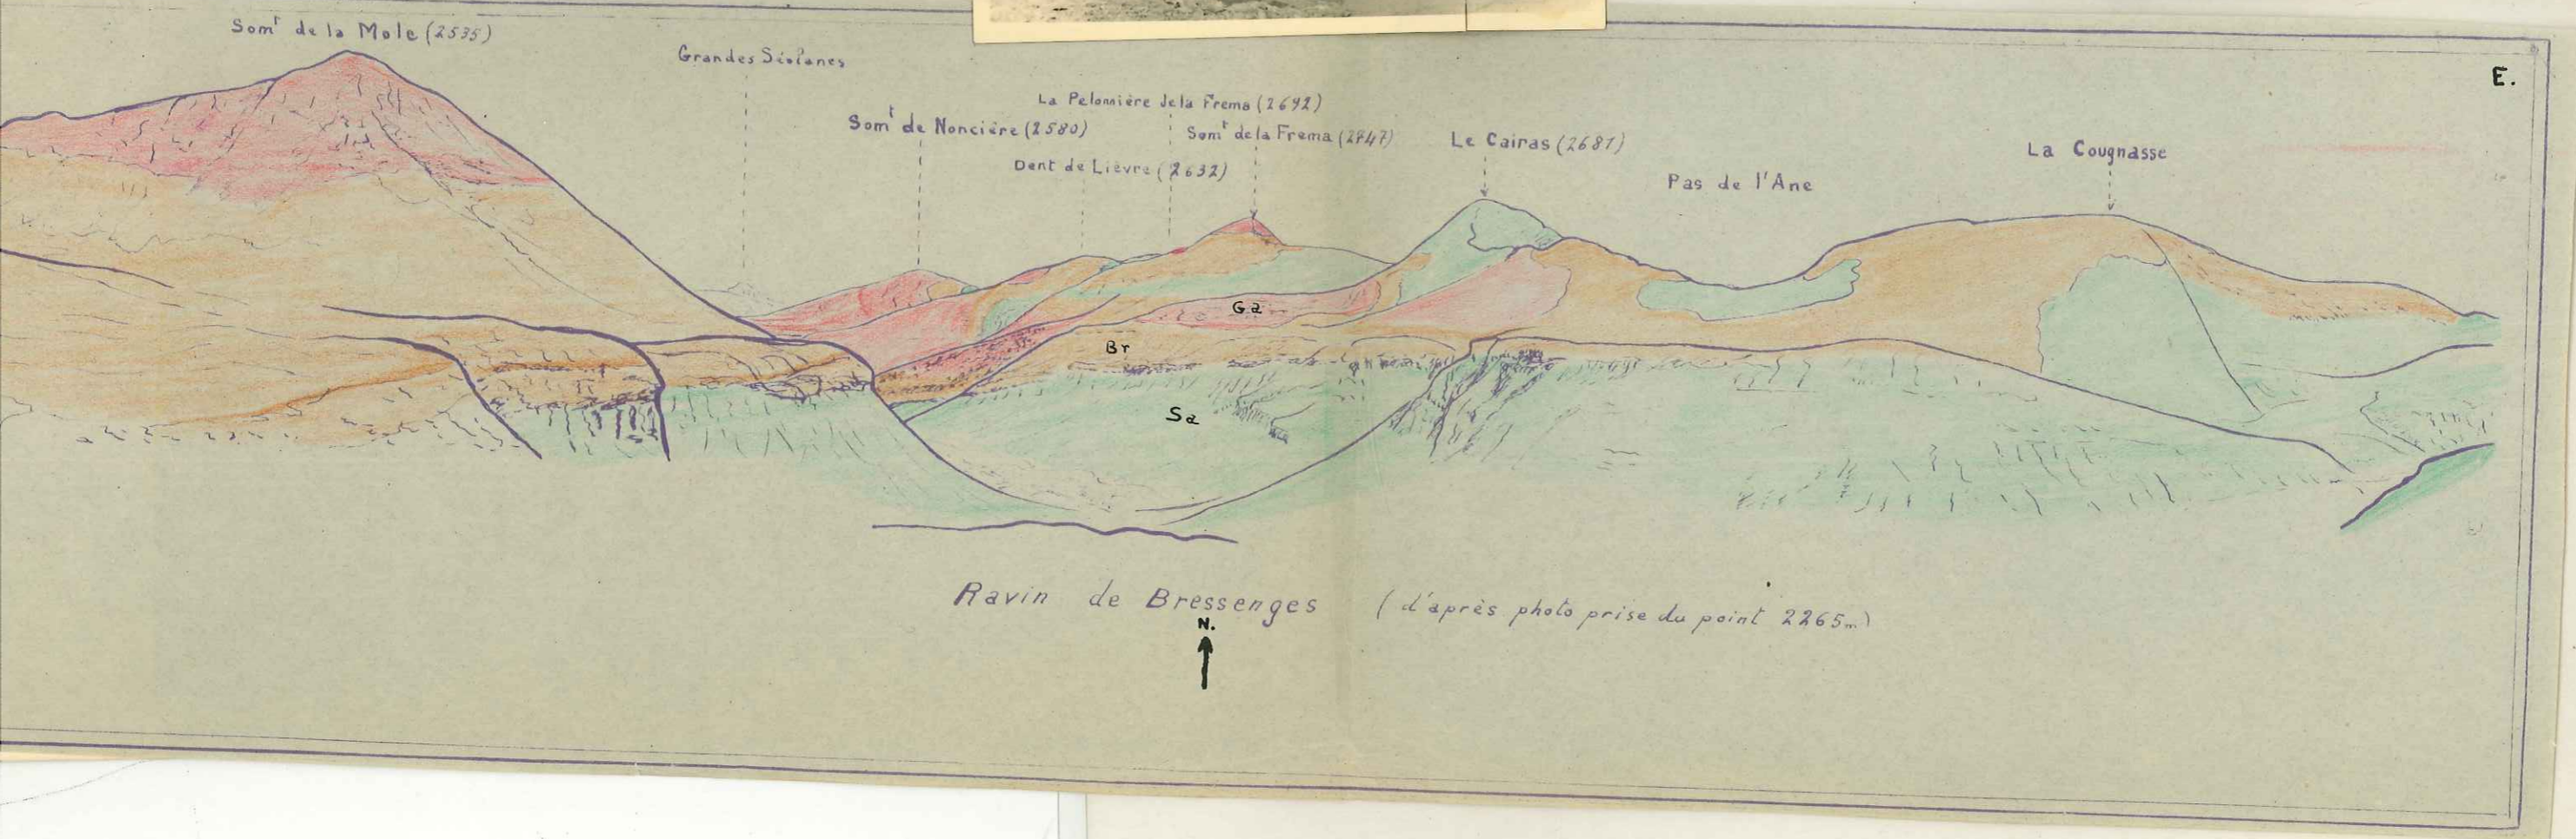 Somt de la Mole (2535)
Grandes Séolanes
La Pelonnière de la Frema (2692)
Somt de Noncière (2580)
Somt de la Frema (2747)
Dent de Lièvre (2632)
Le Cairas (2681)
Pas de l'Ane
La Cougnasse
E.
Ga
Br
Sa
Ravin de Bressenges (d'après photo prise du point 2265m)
N.